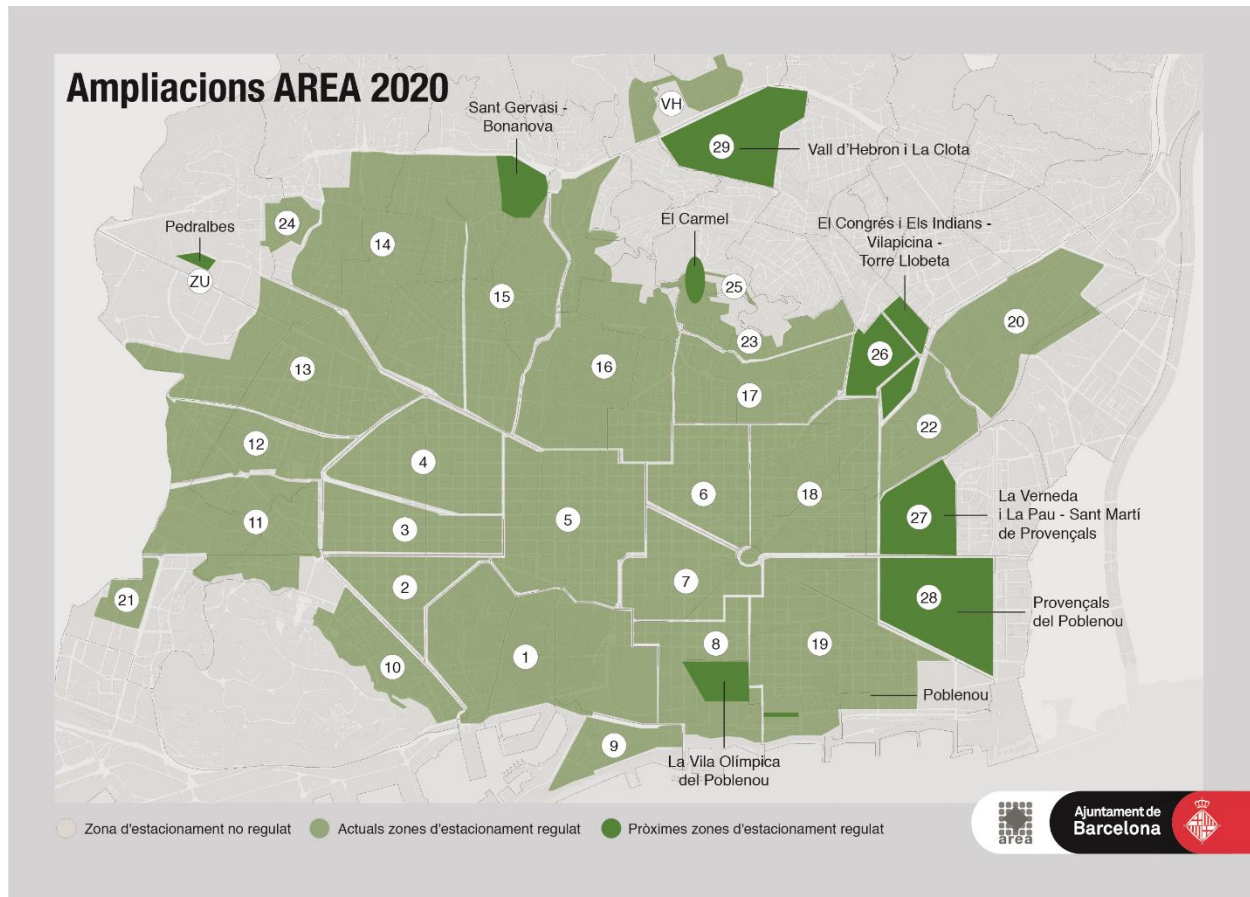 Ampliacions AREA 2020
Sant Gervasi -
Bonanova
VH
29
Vall d'Hebron i La Clota
Pedralbes
24
14
El Carmel
El Congrés i Els Indians -
Vilapicina -
Torre Llobeta
ZU
15
25
20
13
16
23
26
17
12
4
22
6
18
11
3
5
27
La Verneda
i La Pau - Sant Martí
de Provençals
2
7
28
Provençals
del Poblenou
21
10
1
8
19
Poblenou
9
La Vila Olímpica
del Poblenou
Zona d'estacionament no regulat
Actuals zones d'estacionament regulat
Pròximes zones d'estacionament regulat
area
Ajuntament de
Barcelona